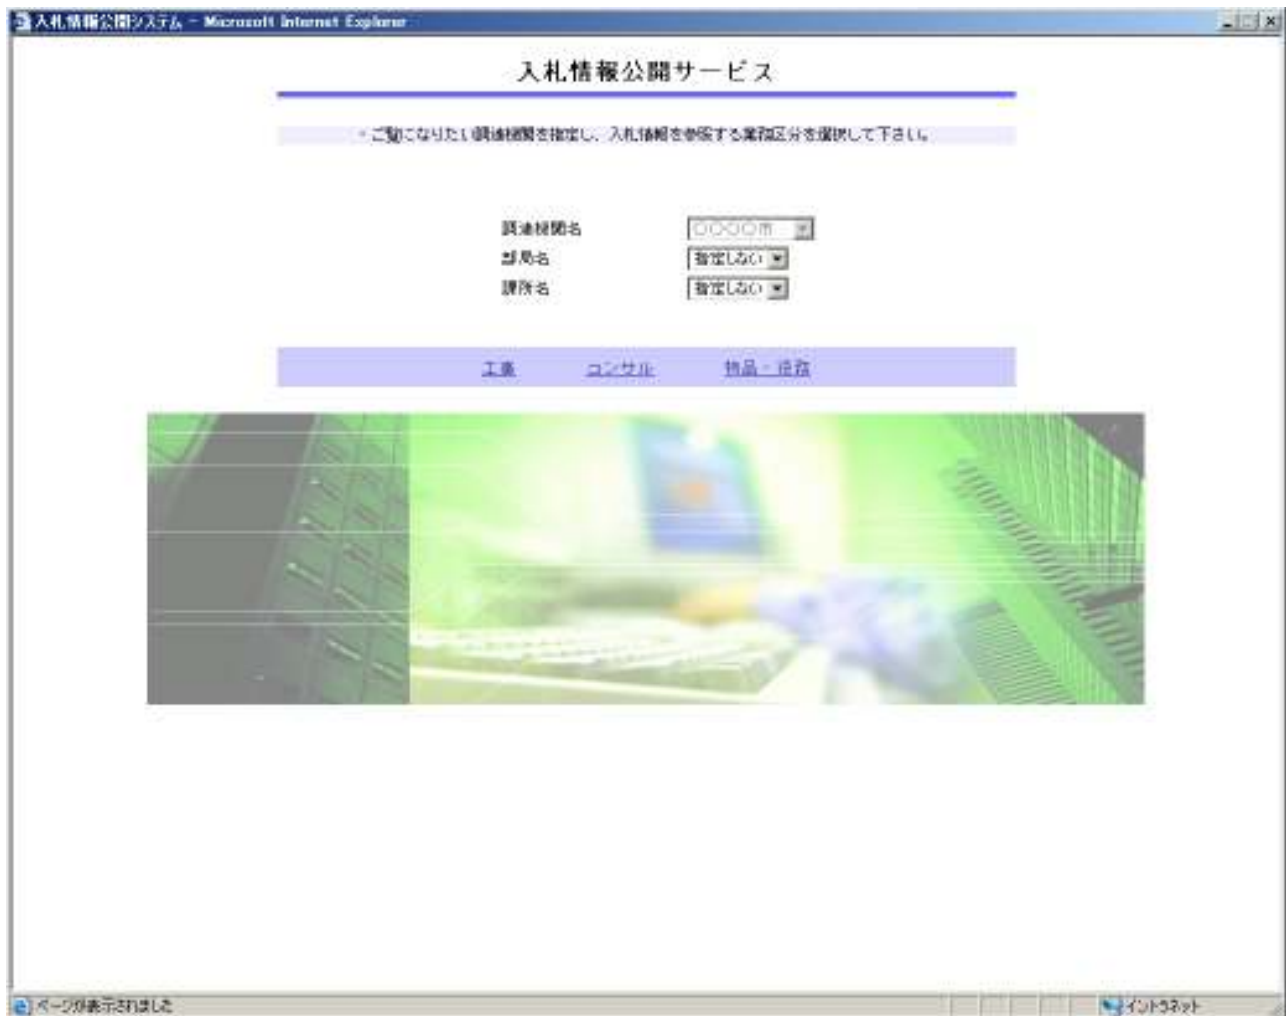 入札情報公開システム - Microsoft Internet Explorer
入札情報公開サービス
・ご覧になりたい調達機関を指定し、入札情報を参照する業務区分を選択して下さい。
調達機関名 〇〇〇〇市
部局名 指定しない
課所名 指定しない
工事 コンサル 物品・役務
ページが表示されました イントラネット